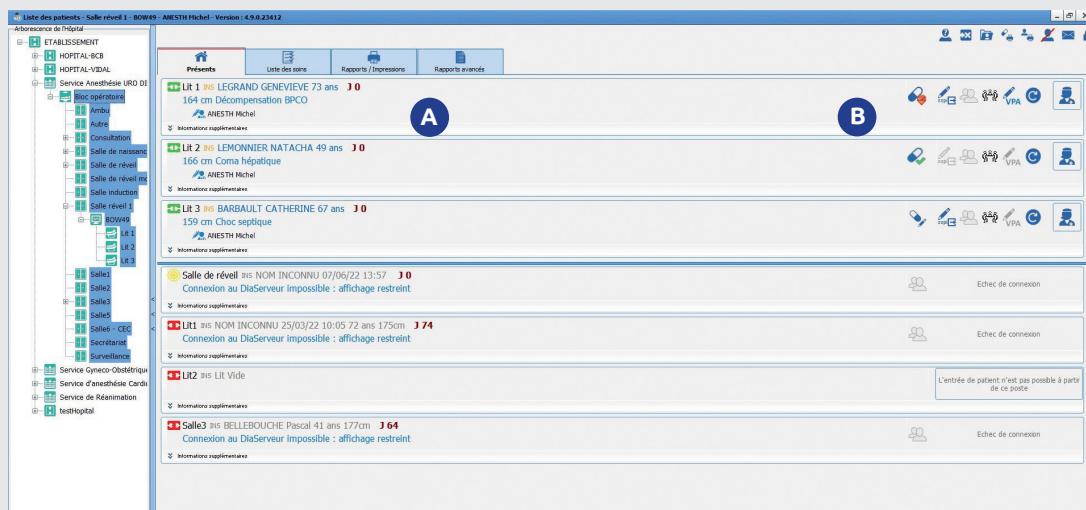 Liste des patients - Salle réveil 1 - BOW49 - ANESTH Michel - Version : 4.9.0.23412
Arborescence de l'Hôpital
ETABLISSEMENT
HOPITAL-BCB
HOPITAL-VIDAL
Service Anesthésie URO DI
Bloc opératoire
Ambu
Autre
Consultation
Salle de naissanc
Salle de réveil
Salle de réveil mo
Salle induction
Salle réveil 1
BOW49
Lit 1
Lit 2
Lit 3
Salle1
Salle2
Salle3
Salle5
Salle6 - CEC
Secrétariat
Surveillance
Service Gyneco-Obstétrique
Service d'anesthésie Cardi
Service de Réanimation
testHopital
Présents
Liste des soins
Rapports / Impressions
Rapports avancés
Lit 1 INS LEGRAND GENEVIEVE 73 ans J 0
164 cm Décompensation BPCO
ANESTH Michel
Informations supplémentaires
A
B
VPA
Lit 2 INS LEMONNIER NATACHA 49 ans J 0
166 cm Coma hépatique
ANESTH Michel
Informations supplémentaires
VPA
Lit 3 INS BARBAULT CATHERINE 67 ans J 0
159 cm Choc septique
ANESTH Michel
Informations supplémentaires
VPA
Salle de réveil INS NOM INCONNU 07/06/22 13:57 J 0
Connexion au DiaServeur impossible : affichage restreint
Informations supplémentaires
Echec de connexion
Lit1 INS NOM INCONNU 25/03/22 10:05 72 ans 175cm J 74
Connexion au DiaServeur impossible : affichage restreint
Informations supplémentaires
Echec de connexion
Lit2 INS Lit Vide
Informations supplémentaires
L'entrée de patient n'est pas possible à partir
de ce poste
Salle3 INS BELLEBOUCHE Pascal 41 ans 177cm J 64
Connexion au DiaServeur impossible : affichage restreint
Informations supplémentaires
Echec de connexion